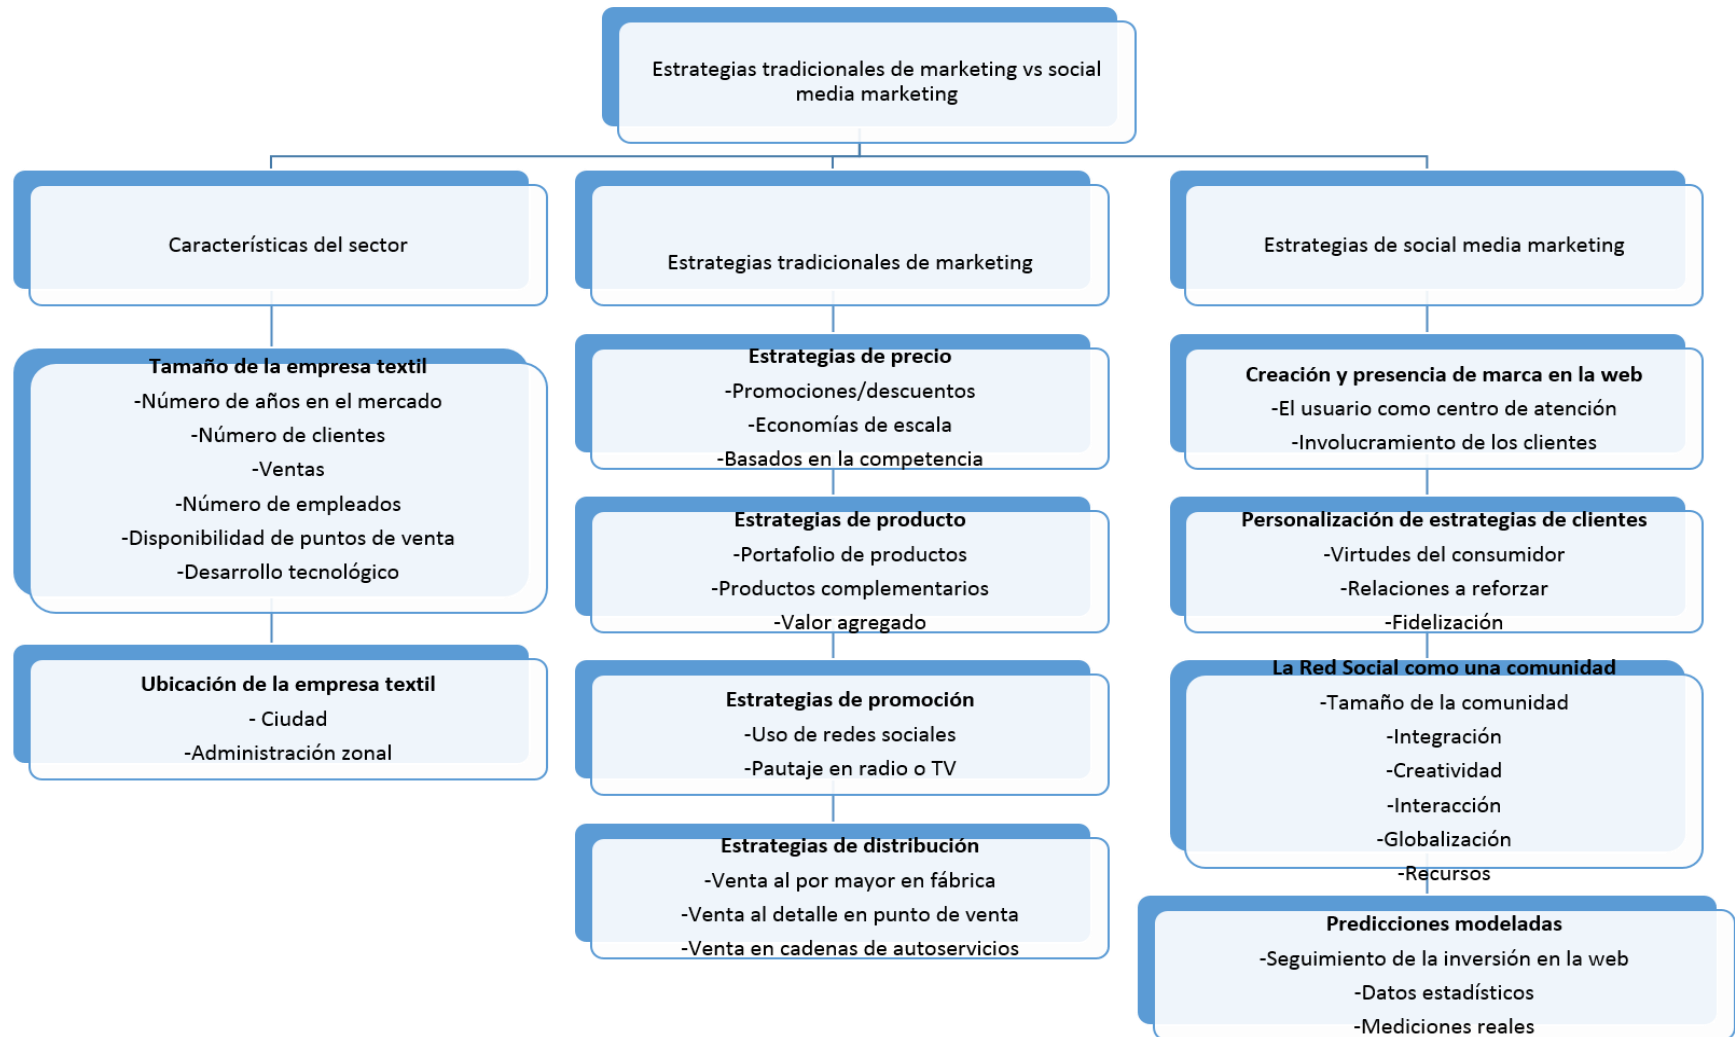 Estrategias tradicionales de marketing vs social
media marketing
Características del sector
Tamaño de la empresa textil
-Número de años en el mercado
-Número de clientes
-Ventas
-Número de empleados
-Disponibilidad de puntos de venta
-Desarrollo tecnológico
Ubicación de la empresa textil
- Ciudad
-Administración zonal
Estrategias tradicionales de marketing
Estrategias de precio
-Promociones/descuentos
-Economías de escala
-Basados en la competencia
Estrategias de producto
-Portafolio de productos
-Productos complementarios
-Valor agregado
Estrategias de promoción
-Uso de redes sociales
-Pautaje en radio o TV
Estrategias de distribución
-Venta al por mayor en fábrica
-Venta al detalle en punto de venta
-Venta en cadenas de autoservicios
Estrategias de social media marketing
Creación y presencia de marca en la web
-El usuario como centro de atención
-Involucramiento de los clientes
Personalización de estrategias de clientes
-Virtudes del consumidor
-Relaciones a reforzar
-Fidelización
La Red Social como una comunidad
-Tamaño de la comunidad
-Integración
-Creatividad
-Interacción
-Globalización
-Recursos
Predicciones modeladas
-Seguimiento de la inversión en la web
-Datos estadísticos
-Mediciones reales